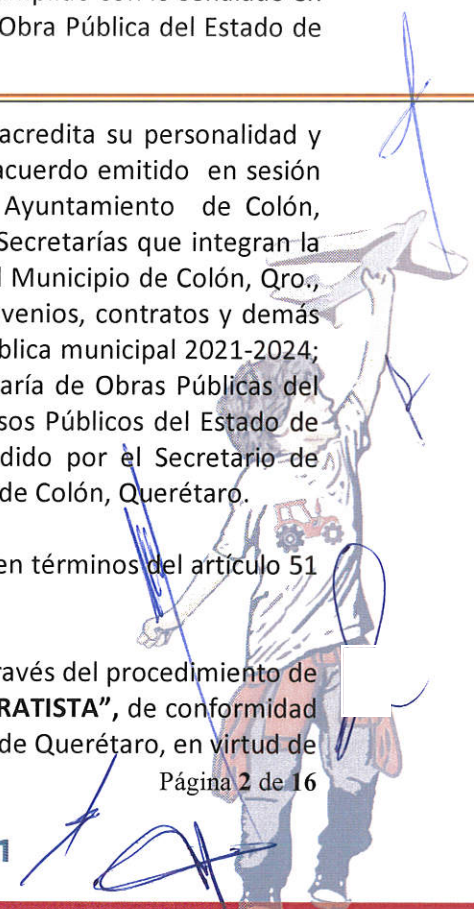 Obra Pública del Estado de
acredita su personalidad y
acuerdo emitido en sesión
Ayuntamiento de Colón,
Secretarías que integran la
l Municipio de Colón, Qro.,
venios, contratos y demás
ública municipal 2021-2024;
aría de Obras Públicas del
sos Públicos del Estado de
dido por el Secretario de
de Colón, Querétaro.
en términos del artículo 51
ravés del procedimiento de
RATISTA”, de conformidad
de Querétaro, en virtud de
Página 2 de 16
1